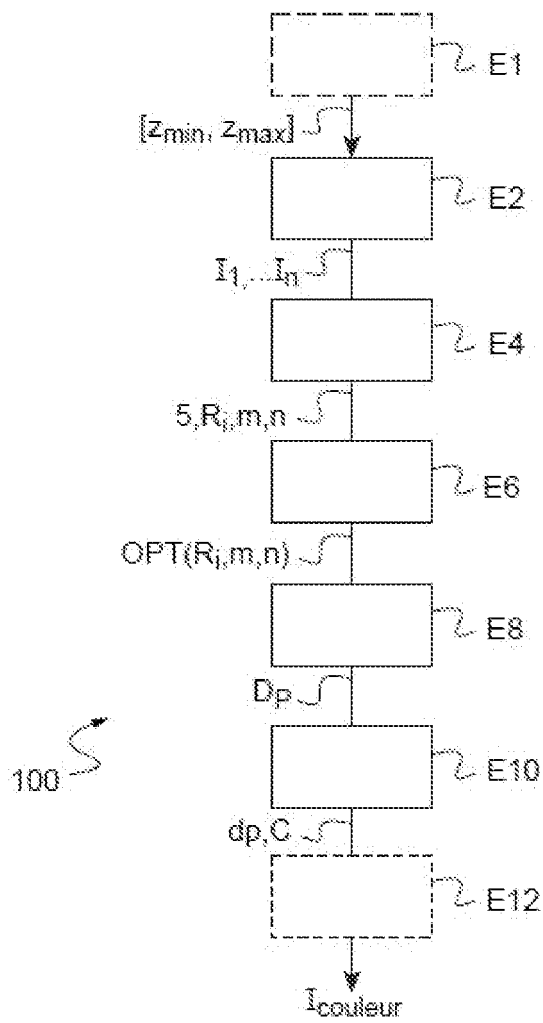 E1
[zmin, zmax]
E2
I1,...In
E4
5,Ri,m,n
E6
OPT(Ri,m,n)
E8
DP
100
E10
dp,C
E12
Icouleur